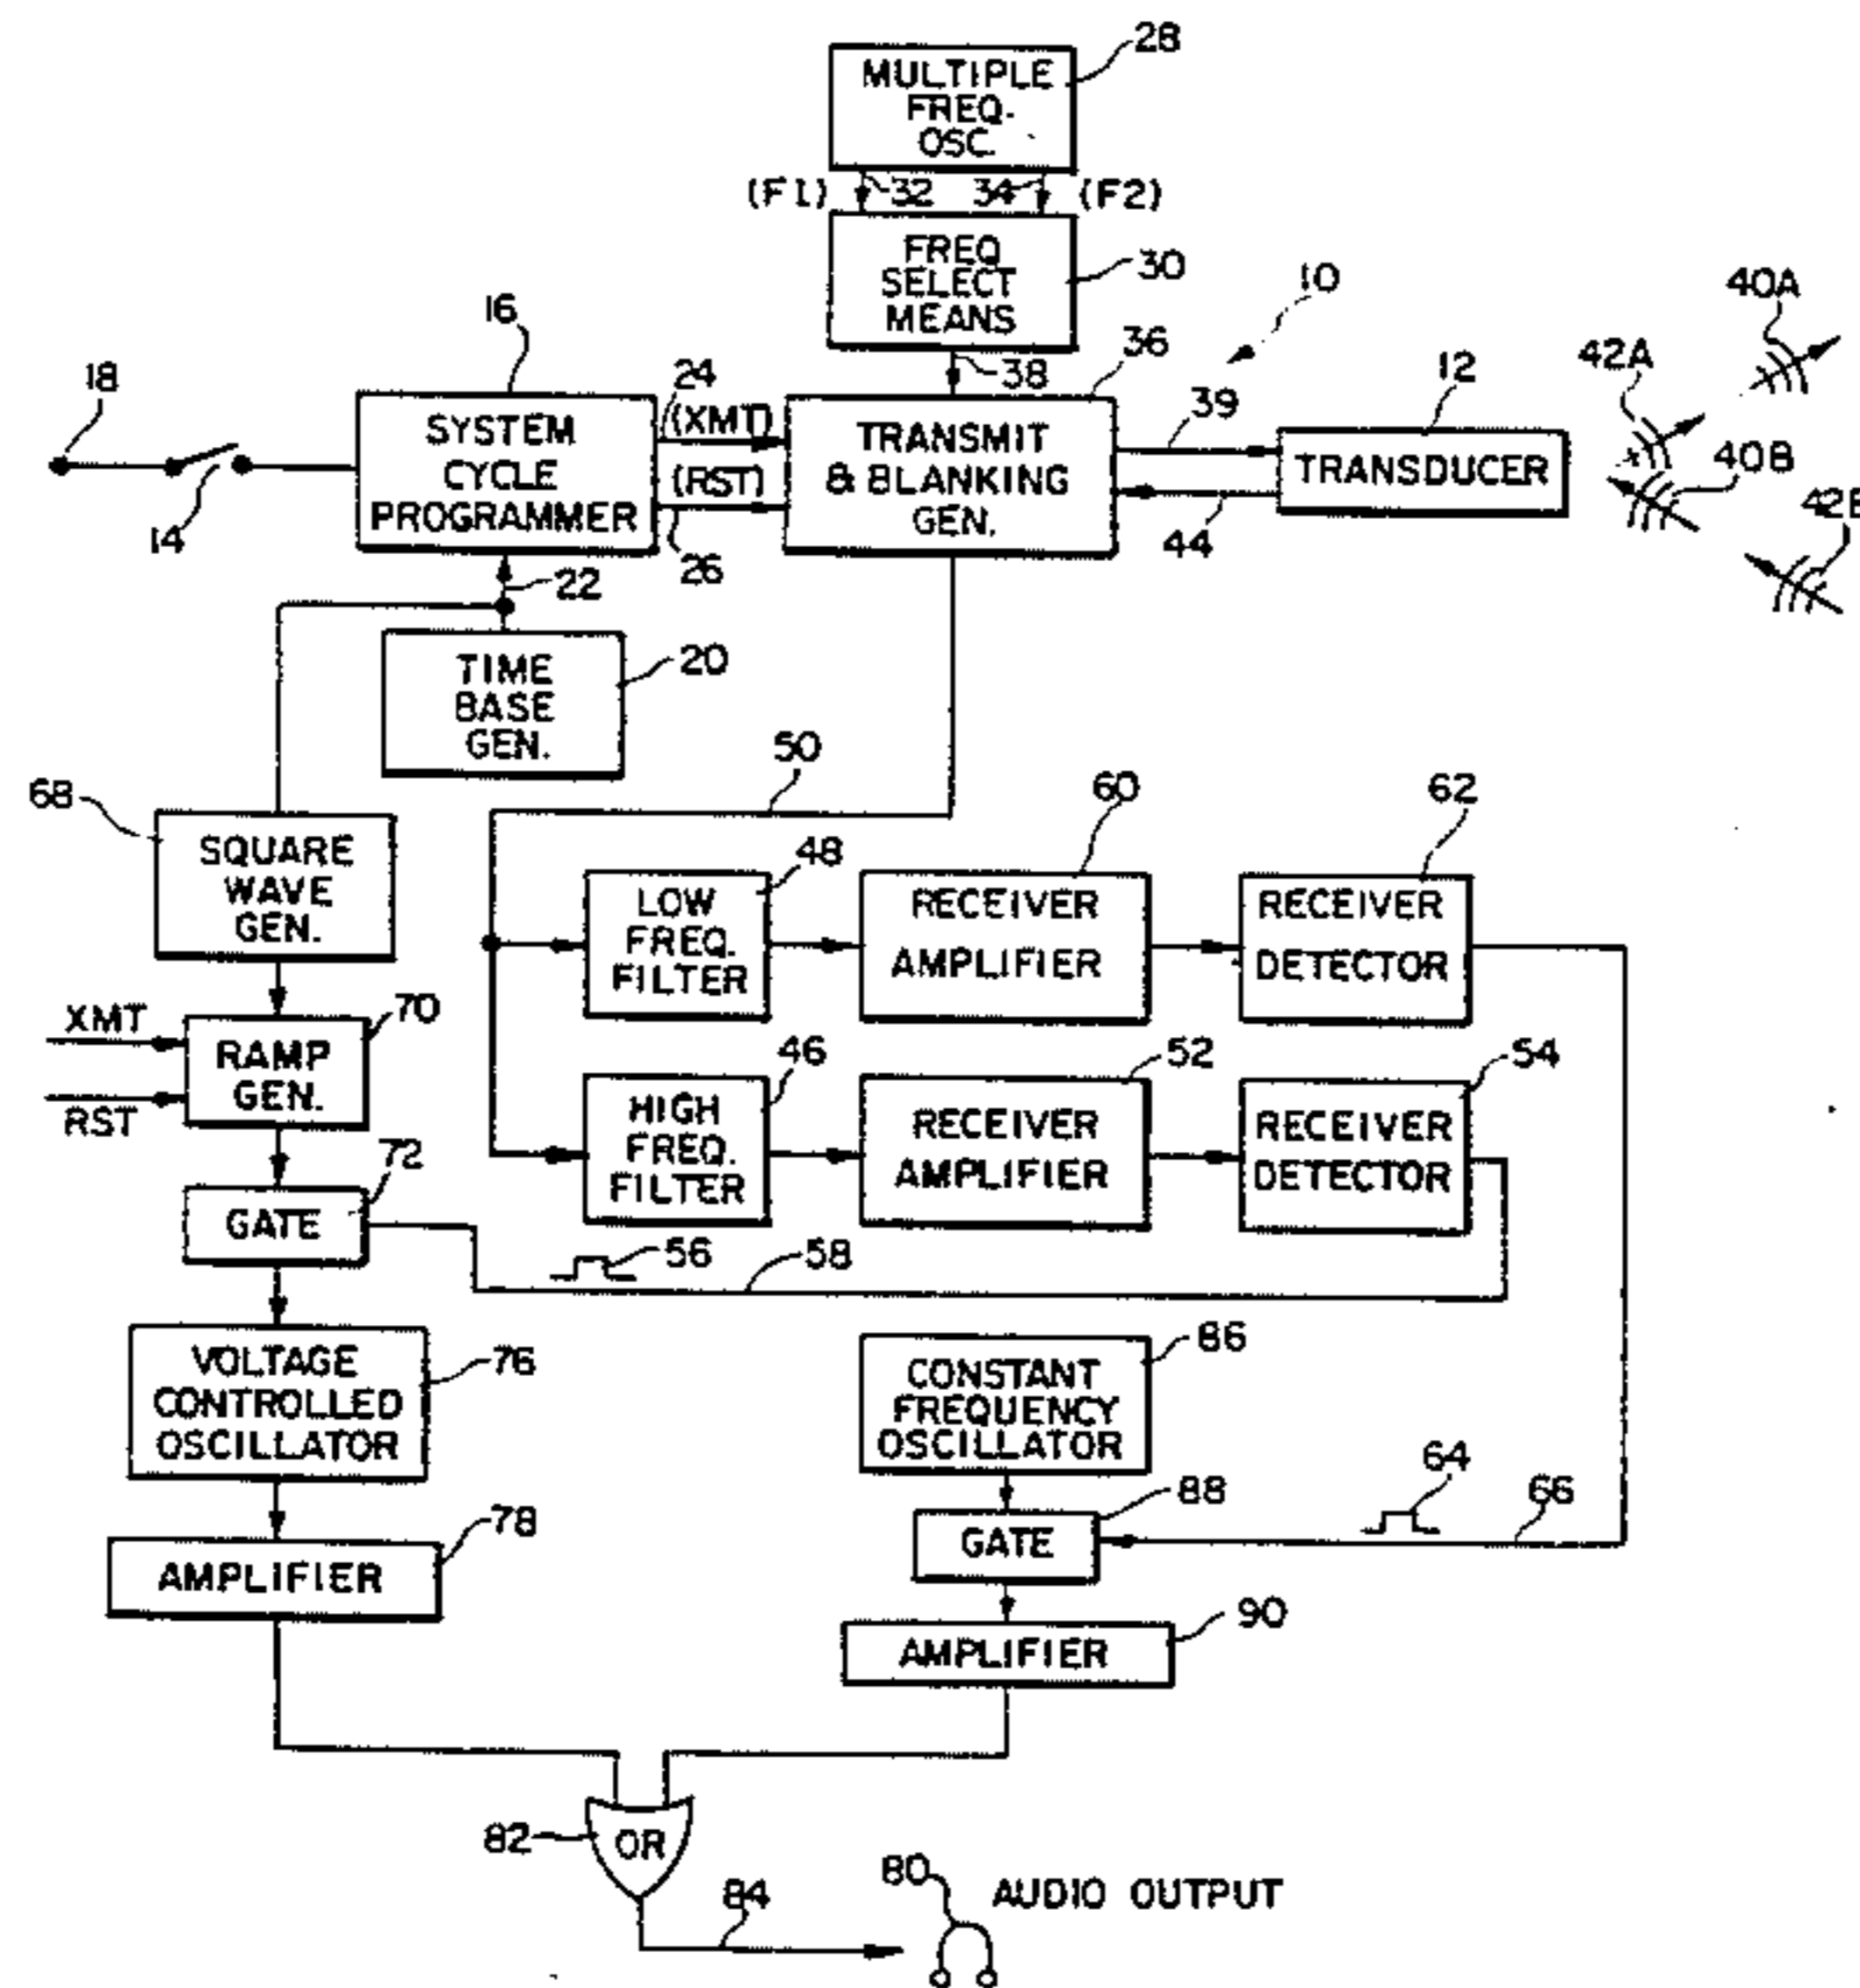 28
MULTIPLE
FREQ.
OSC.
(F1) 32 34 (F2)
FREQ
SELECT
MEANS
30
10
40A
16
38
36
42A
12
18
24
(XMT)
39
SYSTEM
CYCLE
PROGRAMMER
TRANSMIT
& BLANKING
GEN.
TRANSDUCER
40B
(RST)
14
26
44
42B
22
TIME
BASE
GEN.
20
50
68
60
62
SQUARE
WAVE
GEN.
48
LOW
FREQ.
FILTER
RECEIVER
AMPLIFIER
RECEIVER
DETECTOR
XMT
70
RAMP
GEN.
RST
46
52
54
HIGH
FREQ.
FILTER
RECEIVER
AMPLIFIER
RECEIVER
DETECTOR
72
GATE
56
58
VOLTAGE
CONTROLLED
OSCILLATOR
76
86
CONSTANT
FREQUENCY
OSCILLATOR
64
66
78
88
AMPLIFIER
GATE
90
AMPLIFIER
82
OR
80
AUDIO OUTPUT
84